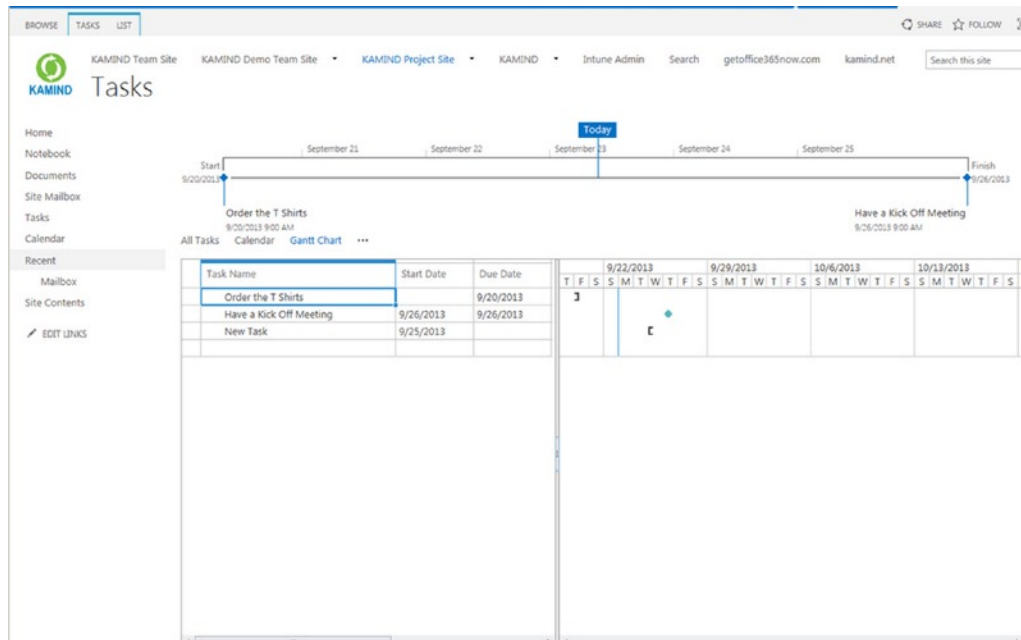 BROWSE TASKS LIST SHARE FOLLOW
KAMIND Team Site KAMIND Demo Team Site KAMIND Project Site KAMIND Intune Admin Search getoffice365now.com kamind.net Search this site
KAMIND
Tasks
Home
Notebook
Documents
Site Mailbox
Tasks
Calendar
Recent
Mailbox
Site Contents
EDIT LINKS
Today
September 21 September 22 September 23 September 24 September 25
Start Finish
9/20/2013 9/26/2013
Order the T Shirts Have a Kick Off Meeting
9/20/2013 9:00 AM 9/26/2013 9:00 AM
All Tasks Calendar Gantt Chart ...
Task Name Start Date Due Date
9/22/2013 9/29/2013 10/6/2013 10/13/2013
T F S S M T W T F S S M T W T F S S M T W T F S S M T W T F S
Order the T Shirts 9/20/2013
Have a Kick Off Meeting 9/26/2013 9/26/2013
New Task 9/25/2013